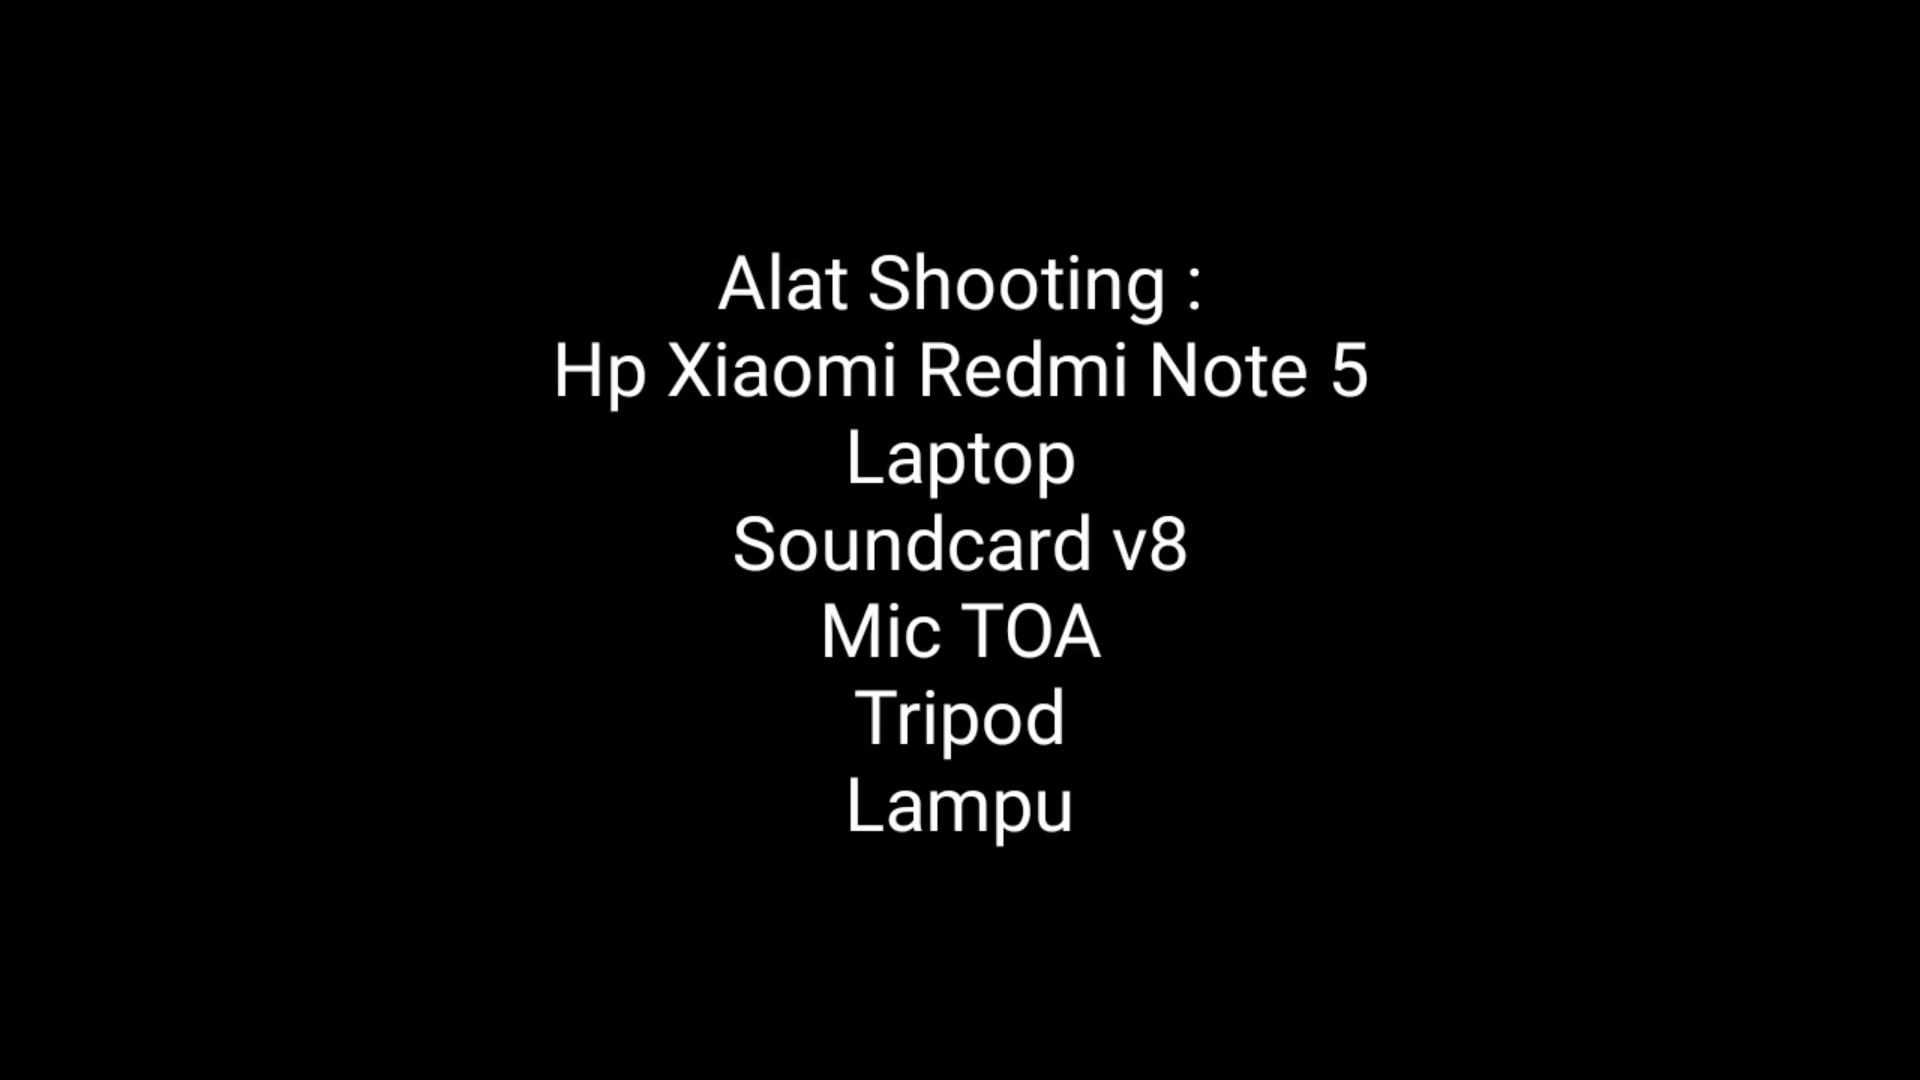 Alat Shooting :
Hp Xiaomi Redmi Note 5
Laptop
Soundcard v8
Mic TOA
Tripod
Lampu